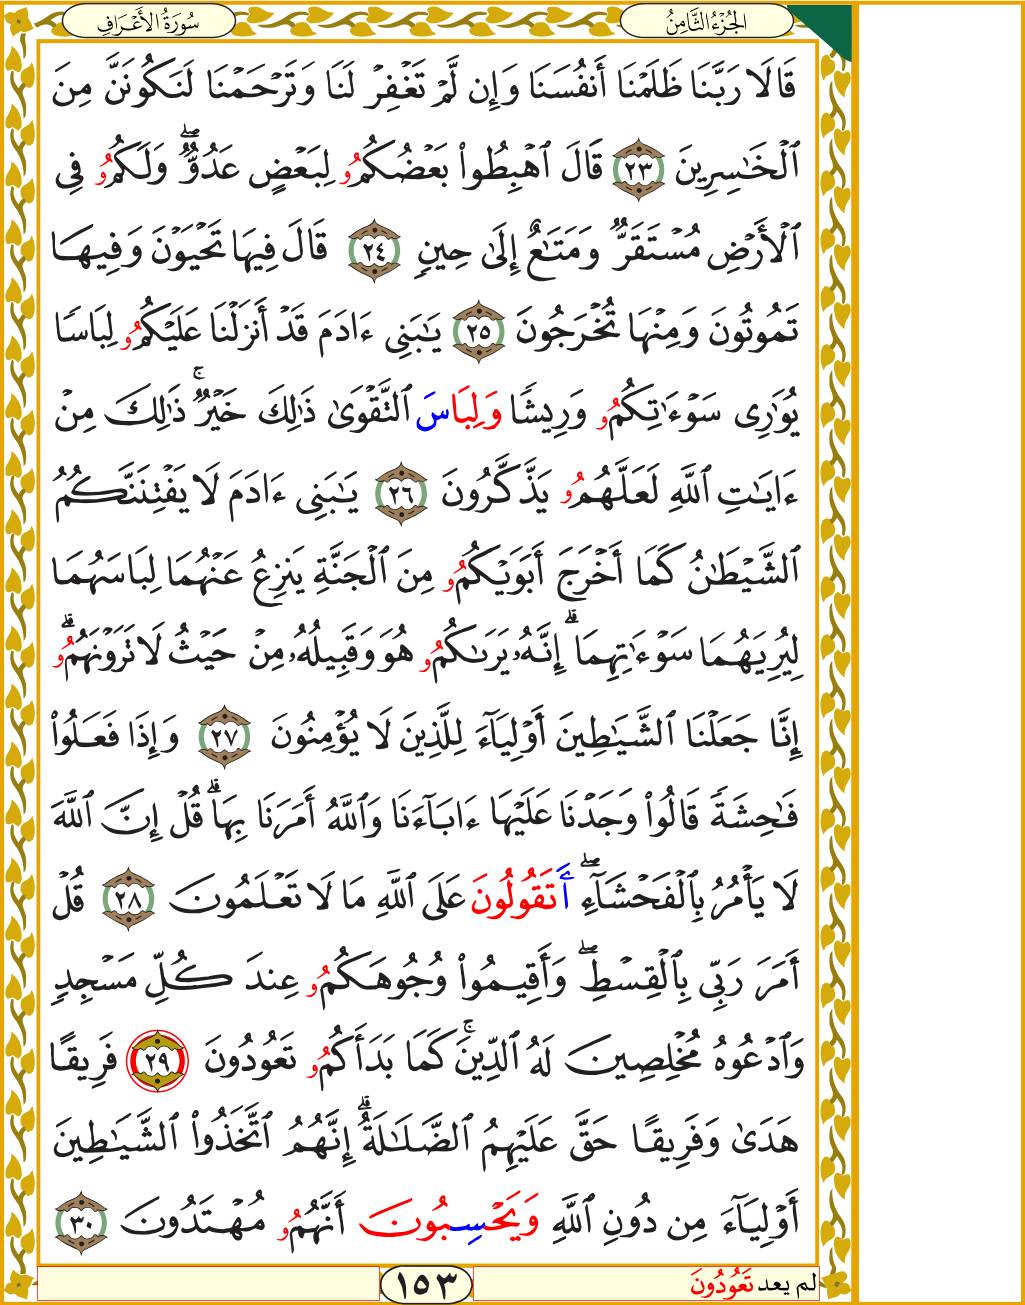 الجُزْءُ الثَّامِنُ
سُورَةُ الأَعْرَافِ
قَالَا رَبَّنَا ظَلَمْنَا أَنفُسَنَا وَإِن لَّمْ تَغْفِرْ لَنَا وَتَرْحَمْنَا لَنَكُونَنَّ مِنَ
ٱلْخَـٰسِرِينَ ٢٣ قَالَ ٱهْبِطُوا۟ بَعْضُكُمُۥ لِبَعْضٍ عَدُوٌّۖ وَلَكُمُۥ فِى
ٱلْأَرْضِ مُسْتَقَرٌّ وَمَتَـٰعٌ إِلَىٰ حِينٍ ٢٤ قَالَ فِيهَا تَحْيَوْنَ وَفِيهَا
تَمُوتُونَ وَمِنْهَا تُخْرَجُونَ ٢٥ يَـٰبَنِى ءَادَمَ قَدْ أَنزَلْنَا عَلَيْكُمُۥ لِبَاسًا
يُوَٰرِى سَوْءَٰتِكُمُۥ وَرِيشًا وَلِبَاسَ ٱلتَّقْوَىٰ ذَٰلِكَ خَيْرٌۚ ذَٰلِكَ مِنْ
ءَايَـٰتِ ٱللَّهِ لَعَلَّهُمُۥ يَذَّكَّرُونَ ٢٦ يَـٰبَنِى ءَادَمَ لَا يَفْتِنَنَّكُمُ
ٱلشَّيْطَـٰنُ كَمَا أَخْرَجَ أَبَوَيْكُمُۥ مِنَ ٱلْجَنَّةِ يَنزِعُ عَنْهُمَا لِبَاسَهُمَا
لِيُرِيَهُمَا سَوْءَٰتِهِمَاۗ إِنَّهُۥ يَرَىٰكُمُۥ هُوَ وَقَبِيلُهُۥ مِنْ حَيْثُ لَا تَرَوْنَهُمُۥۗ
إِنَّا جَعَلْنَا ٱلشَّيَـٰطِينَ أَوْلِيَآءَ لِلَّذِينَ لَا يُؤْمِنُونَ ٢٧ وَإِذَا فَعَلُوا۟
فَـٰحِشَةً قَالُوا۟ وَجَدْنَا عَلَيْهَا ءَابَآءَنَا وَٱللَّهُ أَمَرَنَا بِهَاۗ قُلْ إِنَّ ٱللَّهَ
لَا يَأْمُرُ بِٱلْفَحْشَآءِۖ أَتَقُولُونَ عَلَى ٱللَّهِ مَا لَا تَعْلَمُونَ ٢٨ قُلْ
أَمَرَ رَبِّى بِٱلْقِسْطِۖ وَأَقِيمُوا۟ وُجُوهَكُمُۥ عِندَ كُلِّ مَسْجِدٍ
وَٱدْعُوهُ مُخْلِصِينَ لَهُ ٱلدِّينَۚ كَمَا بَدَأَكُمُۥ تَعُودُونَ ٢٩ فَرِيقًا
هَدَىٰ وَفَرِيقًا حَقَّ عَلَيْهِمُ ٱلضَّلَـٰلَةُۗ إِنَّهُمُ ٱتَّخَذُوا۟ ٱلشَّيَـٰطِينَ
أَوْلِيَآءَ مِن دُونِ ٱللَّهِ وَيَحْسِبُونَ أَنَّهُمُۥ مُهْتَدُونَ ٣٠
لم يعد تَعُودُونَ
١٥٣